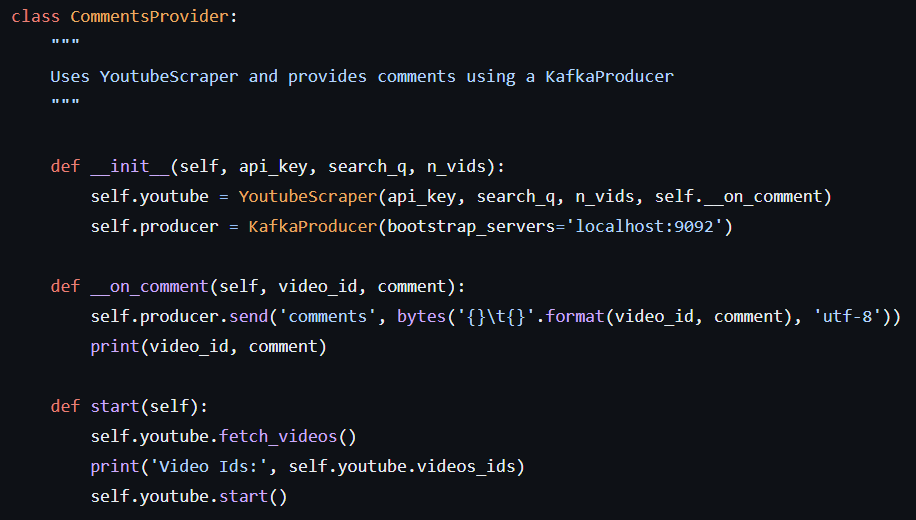 class CommentsProvider:
    """
    Uses YoutubeScraper and provides comments using a KafkaProducer
    """

    def __init__(self, api_key, search_q, n_vids):
        self.youtube = YoutubeScraper(api_key, search_q, n_vids, self.__on_comment)
        self.producer = KafkaProducer(bootstrap_servers='localhost:9092')

    def __on_comment(self, video_id, comment):
        self.producer.send('comments', bytes('{}\t{}'.format(video_id, comment), 'utf-8'))
        print(video_id, comment)

    def start(self):
        self.youtube.fetch_videos()
        print('Video Ids:', self.youtube.videos_ids)
        self.youtube.start()